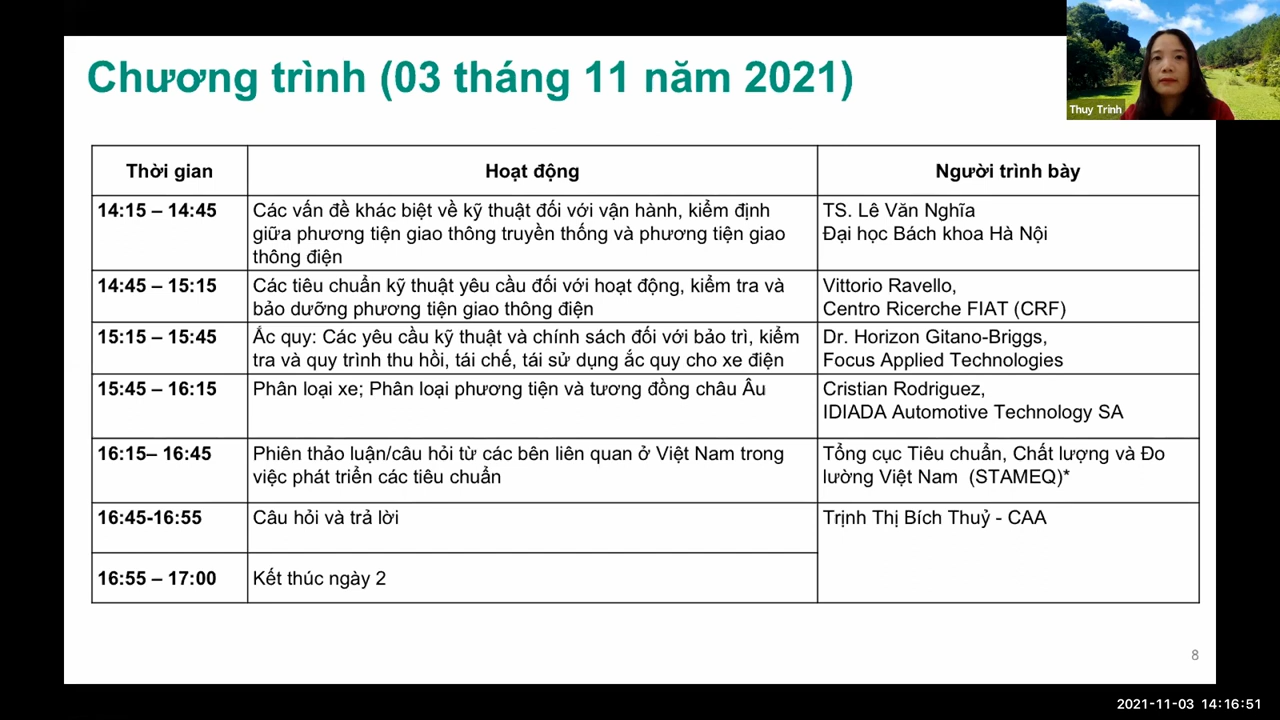 Chương trình (03 tháng 11 năm 2021)
Thuy Trinh
Thời gian
Hoạt động
Người trình bày
14:15 – 14:45
Các vấn đề khác biệt về kỹ thuật đối với vận hành, kiểm định
giữa phương tiện giao thông truyền thống và phương tiện giao
thông điện
TS. Lê Văn Nghĩa
Đại học Bách khoa Hà Nội
14:45 – 15:15
Các tiêu chuẩn kỹ thuật yêu cầu đối với hoạt động, kiểm tra và
bảo dưỡng phương tiện giao thông điện
Vittorio Ravello,
Centro Ricerche FIAT (CRF)
15:15 – 15:45
Ắc quy: Các yêu cầu kỹ thuật và chính sách đối với bảo trì, kiểm
tra và quy trình thu hồi, tái chế, tái sử dụng ắc quy cho xe điện
Dr. Horizon Gitano-Briggs,
Focus Applied Technologies
15:45 – 16:15
Phân loại xe; Phân loại phương tiện và tương đồng châu Âu
Cristian Rodriguez,
IDIADA Automotive Technology SA
16:15– 16:45
Phiên thảo luận/câu hỏi từ các bên liên quan ở Việt Nam trong
việc phát triển các tiêu chuẩn
Tổng cục Tiêu chuẩn, Chất lượng và Đo
lường Việt Nam (STAMEQ)*
16:45-16:55
Câu hỏi và trả lời
Trịnh Thị Bích Thuỷ - CAA
16:55 – 17:00
Kết thúc ngày 2
8
2021-11-03 14:16:51